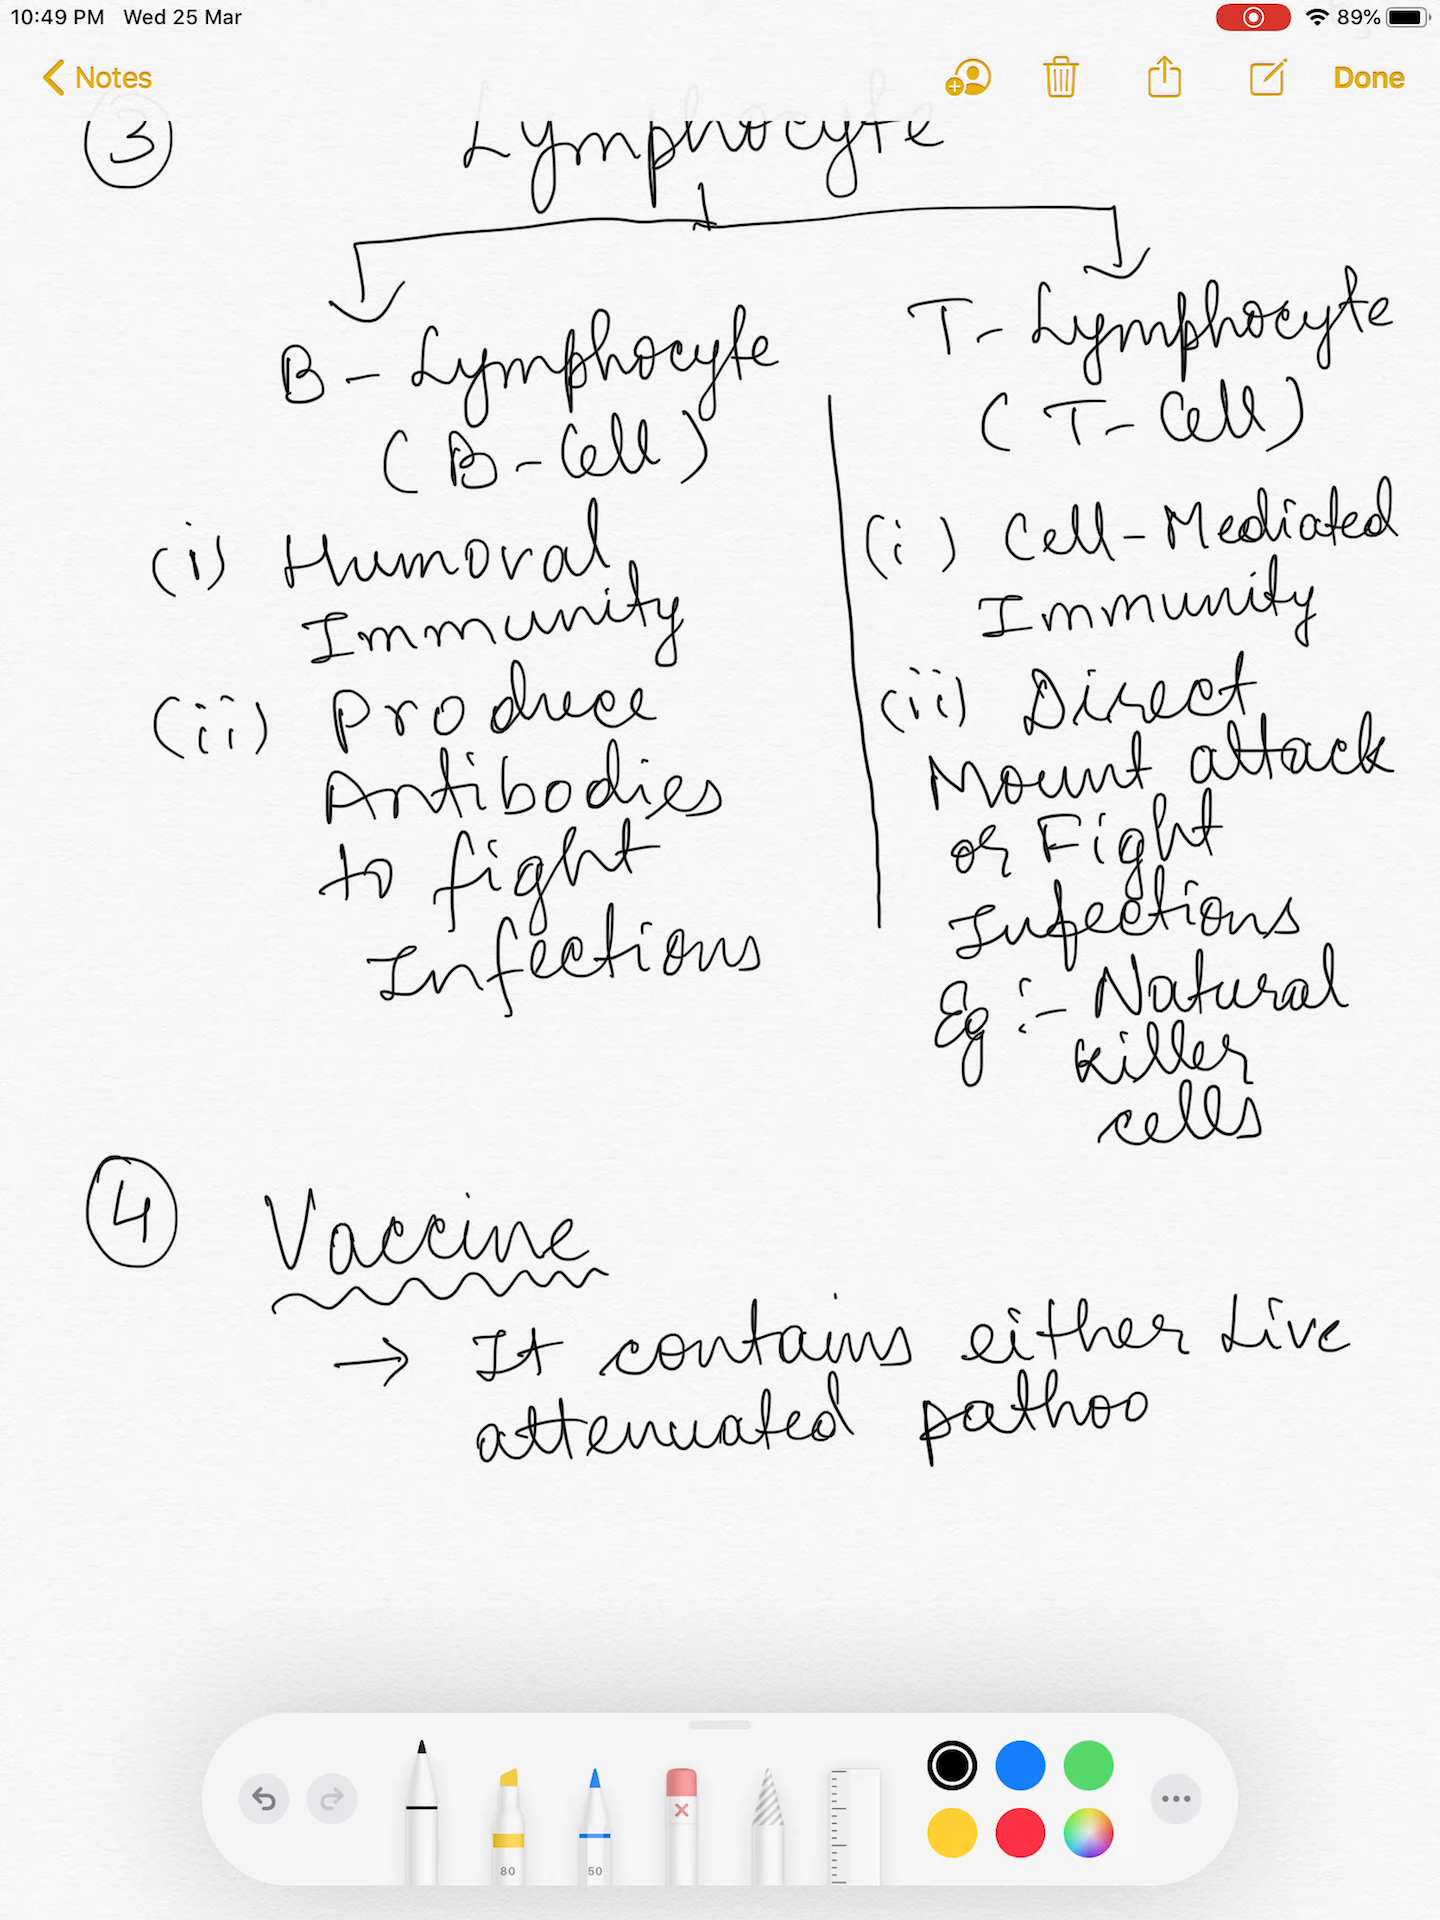 10:49 PM Wed 25 Mar
89%
Notes
Done
3
Lymphocyte
B - Lymphocyte
(B-Cell)
(i) Humoral
Immunity
(ii) Produce
Antibodies
to fight
Infections
T- Lymphocyte
(T- Cell)
(i) Cell-Mediated
Immunity
(ii) Direct
Mount attack
or Fight
Infections
Eg :- Natural
killer
cells
4
Vaccine
→ It contains either Live
attenuated pathoo
80
50